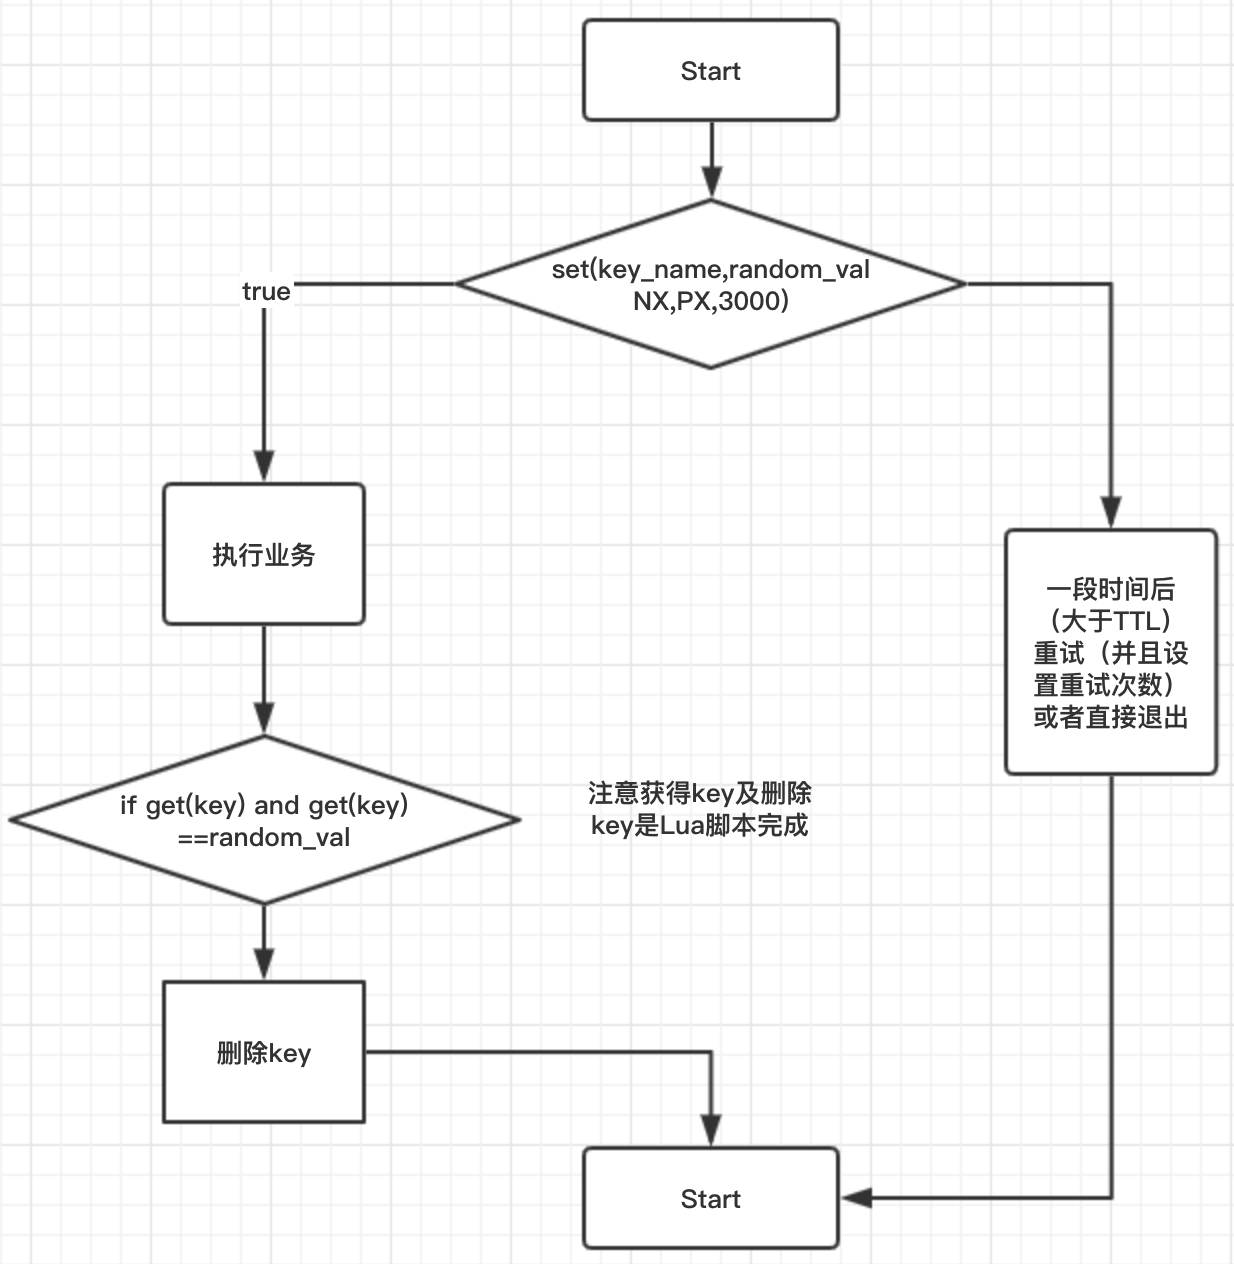 Start
set(key_name,random_val
NX,PX,3000)
true
执行业务
一段时间后
（大于TTL）
重试（并且设
置重试次数）
或者直接退出
if get(key) and get(key)
==random_val
注意获得key及删除
key是Lua脚本完成
删除key
Start